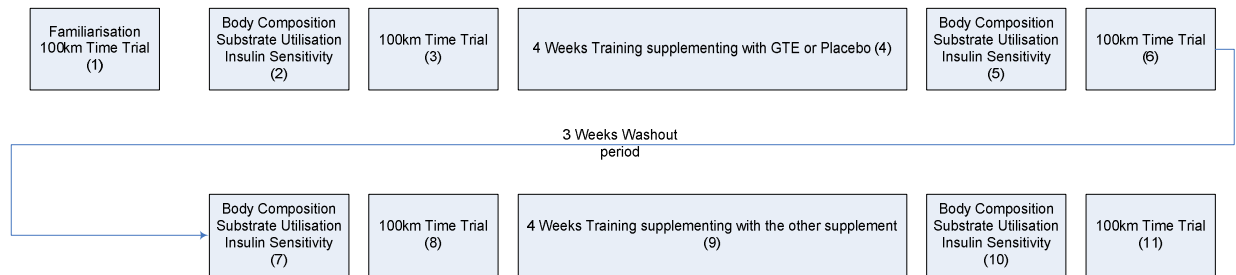 Familiarisation
100km Time Trial
(1)
Body Composition
Substrate Utilisation
Insulin Sensitivity
(2)
100km Time Trial
(3)
4 Weeks Training supplementing with GTE or Placebo (4)
Body Composition
Substrate Utilisation
Insulin Sensitivity
(5)
100km Time Trial
(6)
3 Weeks Washout
period
Body Composition
Substrate Utilisation
Insulin Sensitivity
(7)
100km Time Trial
(8)
4 Weeks Training supplementing with the other supplement
(9)
Body Composition
Substrate Utilisation
Insulin Sensitivity
(10)
100km Time Trial
(11)